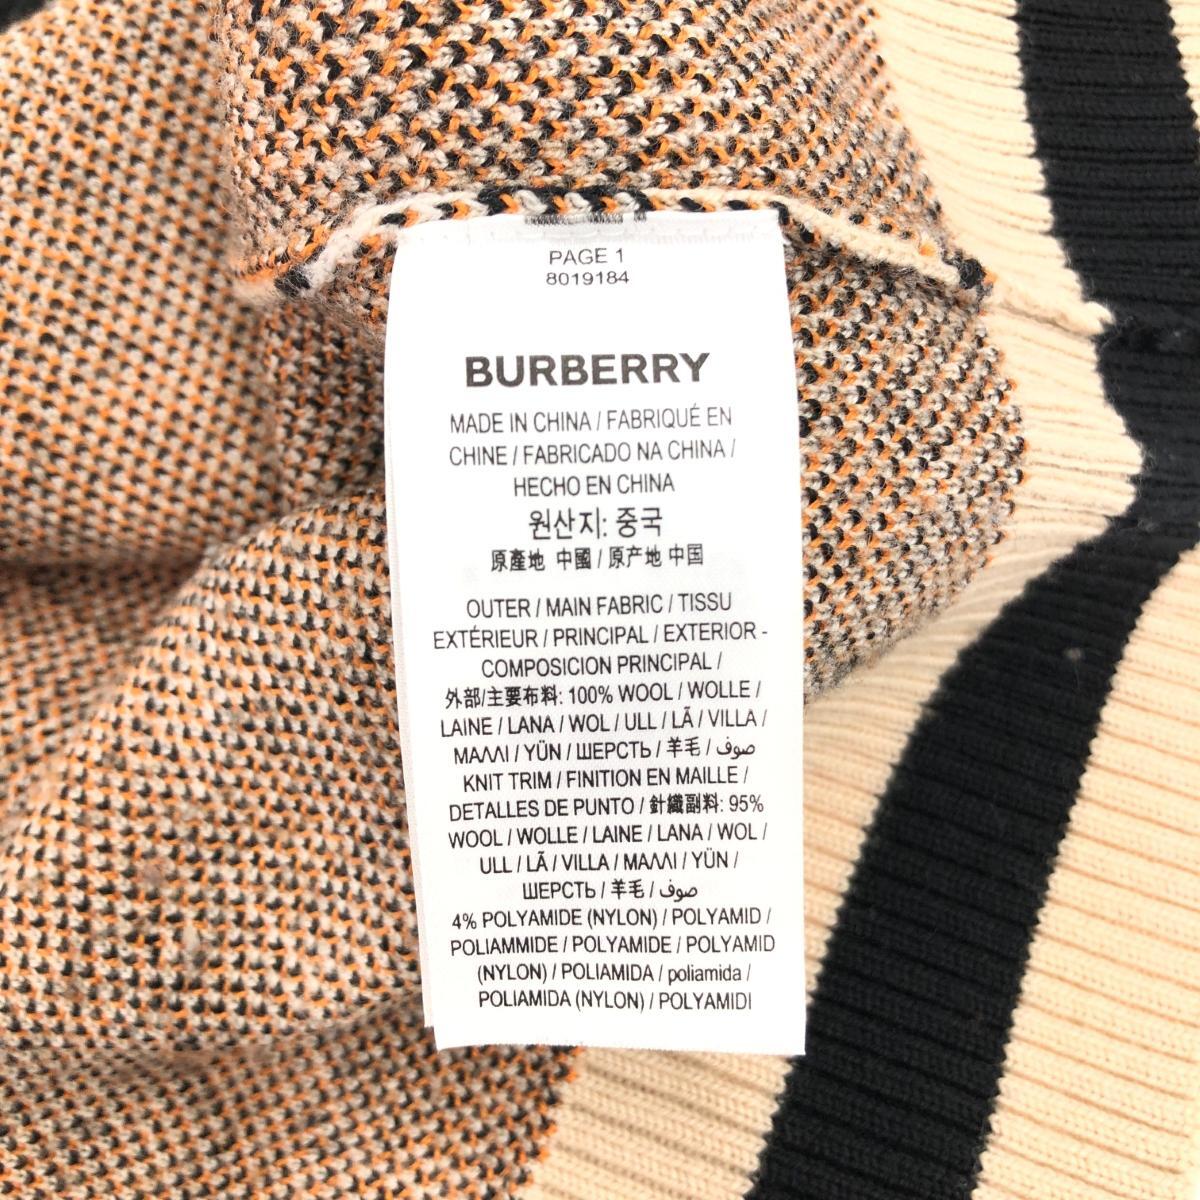 PAGE 1
8019184
BURBERRY
MADE IN CHINA / FABRIQUÉ EN
CHINE / FABRICADO NA CHINA /
HECHO EN CHINA
원산지: 중국
原產地 中國 / 原产地 中国
OUTER / MAIN FABRIC / TISSU
EXTÉRIEUR / PRINCIPAL / EXTERIOR -
COMPOSICION PRINCIPAL /
外部/主要布料: 100% WOOL / WOLLE /
LAINE / LANA / WOL / ULL / LÃ / VILLA /
ΜΑΛΛΙ / YÜN / ШЕРСТЬ / 羊毛 / صوف
KNIT TRIM / FINITION EN MAILLE /
DETALLES DE PUNTO / 針織副料: 95%
WOOL / WOLLE / LAINE / LANA / WOL /
ULL / LÃ / VILLA / ΜΑΛΛΙ / YÜN /
ШЕРСТЬ / 羊毛 / صوف
4% POLYAMIDE (NYLON) / POLYAMID /
POLIAMMIDE / POLYAMIDE / POLYAMID
(NYLON) / POLIAMIDA / poliamida /
POLIAMIDA (NYLON) / POLYAMIDI